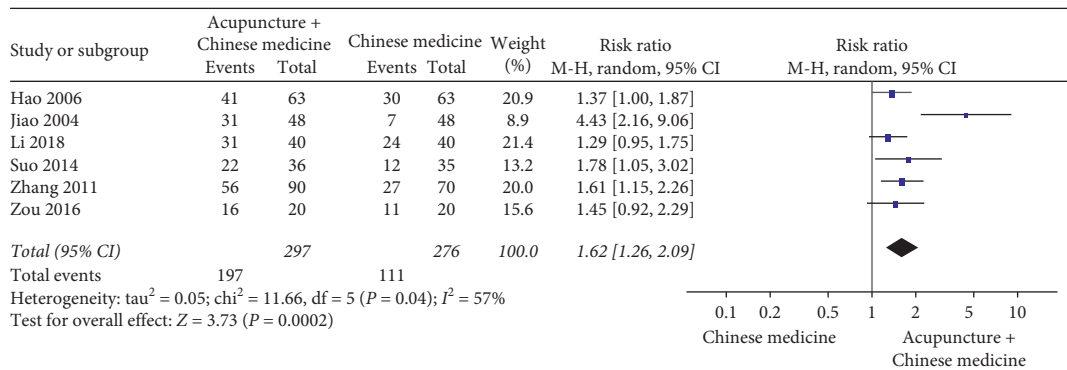 Study or subgroup Acupuncture + Chinese medicine Chinese medicine Weight (%) Risk ratio M-H, random, 95% CI Risk ratio M-H, random, 95% CI
Events Total Events Total
Hao 2006 41 63 30 63 20.9 1.37 [1.00, 1.87]
Jiao 2004 31 48 7 48 8.9 4.43 [2.16, 9.06]
Li 2018 31 40 24 40 21.4 1.29 [0.95, 1.75]
Suo 2014 22 36 12 35 13.2 1.78 [1.05, 3.02]
Zhang 2011 56 90 27 70 20.0 1.61 [1.15, 2.26]
Zou 2016 16 20 11 20 15.6 1.45 [0.92, 2.29]
Total (95% CI) 297 276 100.0 1.62 [1.26, 2.09]
Total events 197 111
Heterogeneity: tau² = 0.05; chi² = 11.66, df = 5 (P = 0.04); I² = 57%
Test for overall effect: Z = 3.73 (P = 0.0002)
0.1 0.2 0.5 1 2 5 10
Chinese medicine Acupuncture +
Chinese medicine